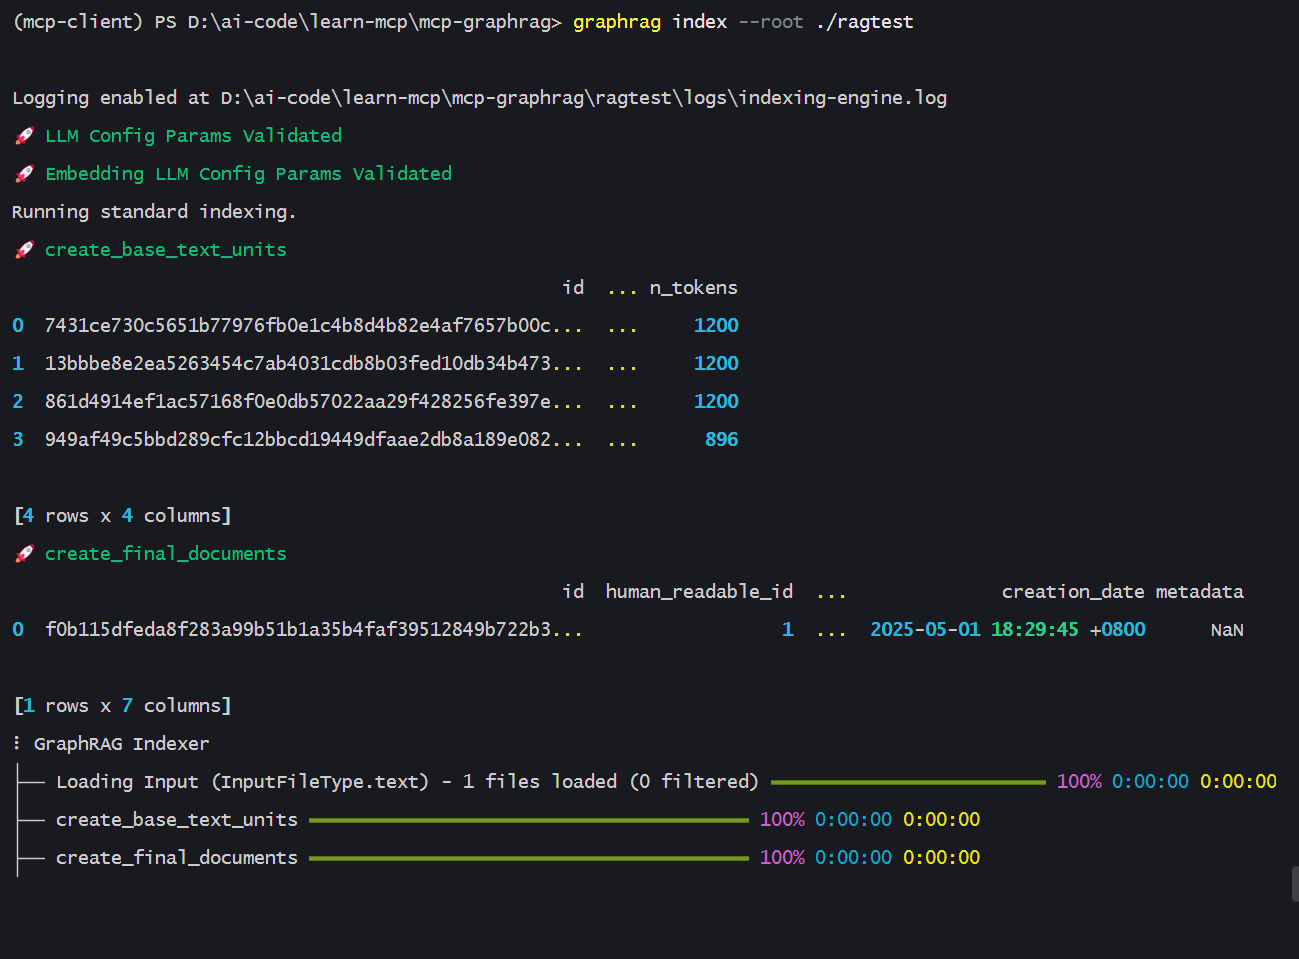 (mcp-client) PS D:\ai-code\learn-mcp\mcp-graphrag> graphrag index --root ./ragtest
Logging enabled at D:\ai-code\learn-mcp\mcp-graphrag\ragtest\logs\indexing-engine.log
🚀 LLM Config Params Validated
🚀 Embedding LLM Config Params Validated
Running standard indexing.
🚀 create_base_text_units
id ... n_tokens
0 7431ce730c5651b77976fb0e1c4b8d4b82e4af7657b00c... ... 1200
1 13bbbe8e2ea5263454c7ab4031cdb8b03fed10db34b473... ... 1200
2 861d4914ef1ac57168f0e0db57022aa29f428256fe397e... ... 1200
3 949af49c5bbd289cfc12bbcd19449dfaae2db8a189e082... ... 896
[4 rows x 4 columns]
🚀 create_final_documents
id human_readable_id ... creation_date metadata
0 f0b115dfeda8f283a99b51b1a35b4faf39512849b722b3... 1 ... 2025-05-01 18:29:45 +0800 NaN
[1 rows x 7 columns]
⠇ GraphRAG Indexer
├── Loading Input (InputFileType.text) - 1 files loaded (0 filtered) ━━━━━━━━━━ 100% 0:00:00 0:00:00
├── create_base_text_units ━━━━━━━━━━ 100% 0:00:00 0:00:00
├── create_final_documents ━━━━━━━━━━ 100% 0:00:00 0:00:00